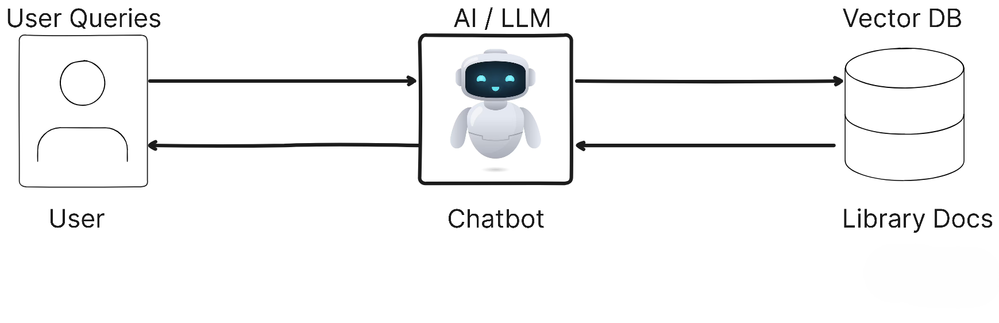 User Queries
AI / LLM
Vector DB
User
Chatbot
Library Docs